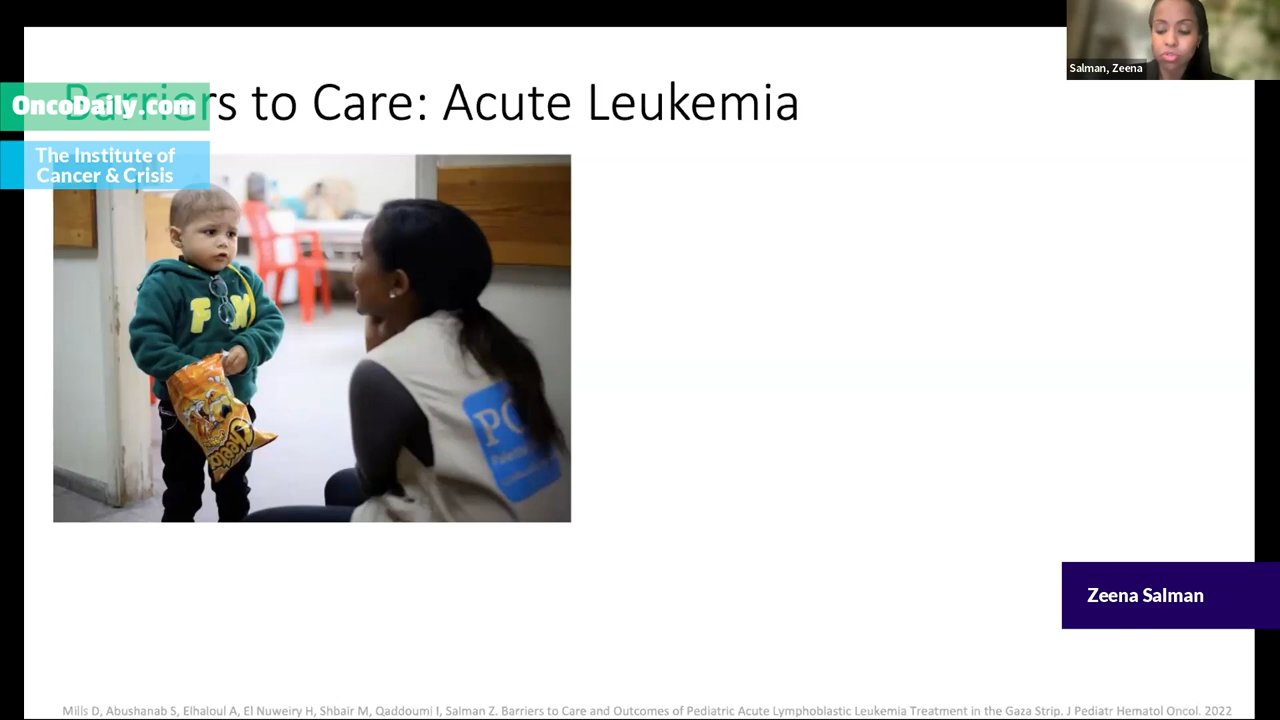 Salman, Zeena
Barriers to Care: Acute Leukemia
OncoDaily.com
The Institute of
Cancer & Crisis
Zeena Salman
Mills D, Abushanab S, Elhaloul A, El Nuweiry H, Shbair M, Qaddoumi I, Salman Z. Barriers to Care and Outcomes of Pediatric Acute Lymphoblastic Leukemia Treatment in the Gaza Strip. J Pediatr Hematol Oncol. 2022